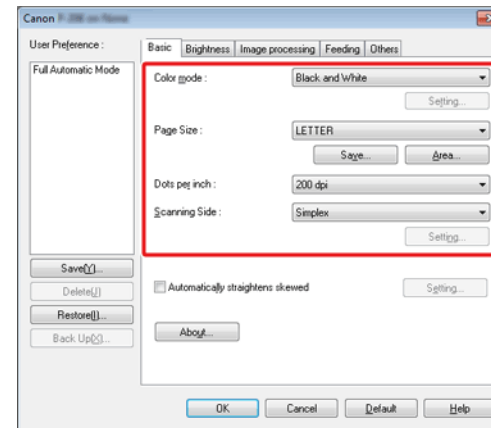 Canon
User Preference :
Full Automatic Mode
Basic Brightness Image processing Feeding Others
Color mode : Black and White
Setting...
Page Size : LETTER
Save... Area...
Dots per inch : 200 dpi
Scanning Side : Simplex
Setting...
Save(Y)...
Delete(J)
Automatically straightens skewed Setting...
Restore(I)...
About...
Back Up(X)...
OK Cancel Default Help